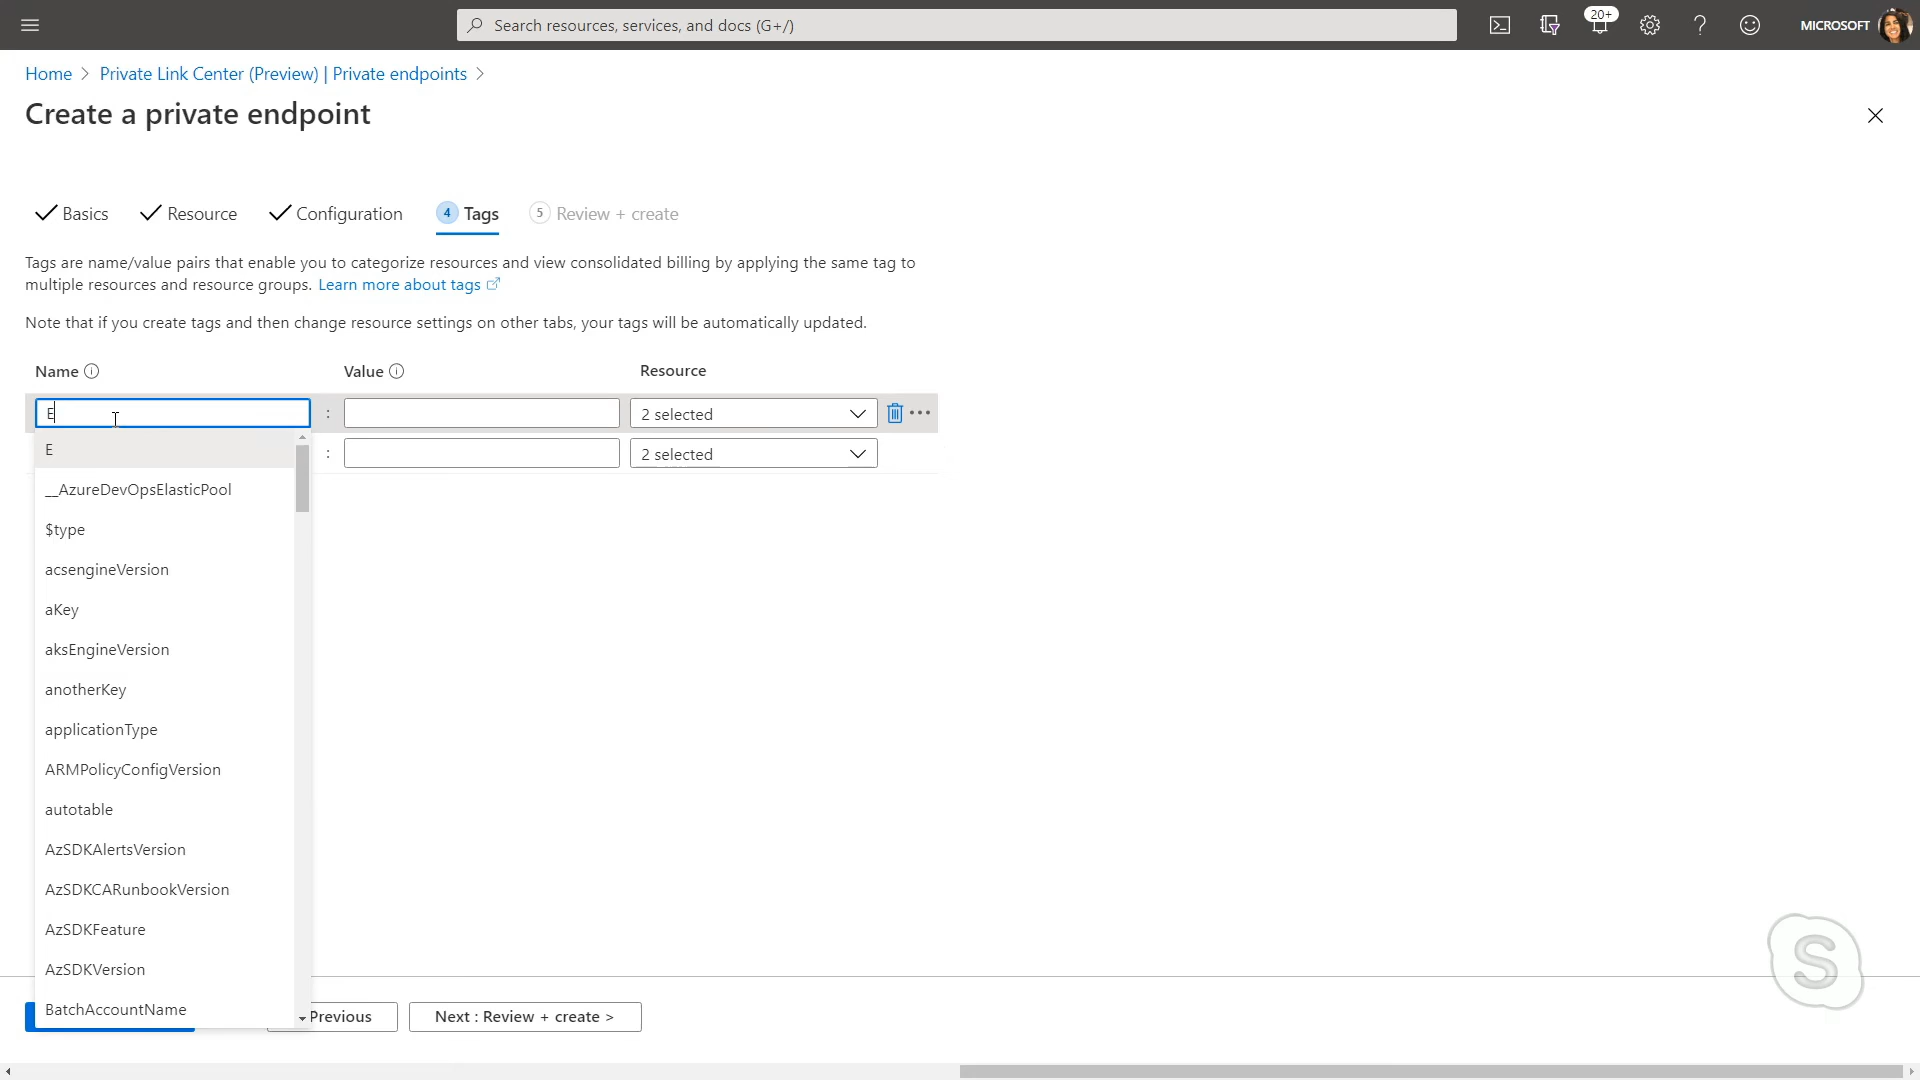 Search resources, services, and docs (G+/)
20+
MICROSOFT
Home > Private Link Center (Preview) | Private endpoints >
Create a private endpoint
Basics
Resource
Configuration
4 Tags
5 Review + create
Tags are name/value pairs that enable you to categorize resources and view consolidated billing by applying the same tag to
multiple resources and resource groups. Learn more about tags
Note that if you create tags and then change resource settings on other tabs, your tags will be automatically updated.
Name
Value
Resource
E
:
2 selected
:
2 selected
E
__AzureDevOpsElasticPool
$type
acsengineVersion
aKey
aksEngineVersion
anotherKey
applicationType
ARMPolicyConfigVersion
autotable
AzSDKAlertsVersion
AzSDKCARunbookVersion
AzSDKFeature
AzSDKVersion
BatchAccountName
Previous
Next : Review + create >
S